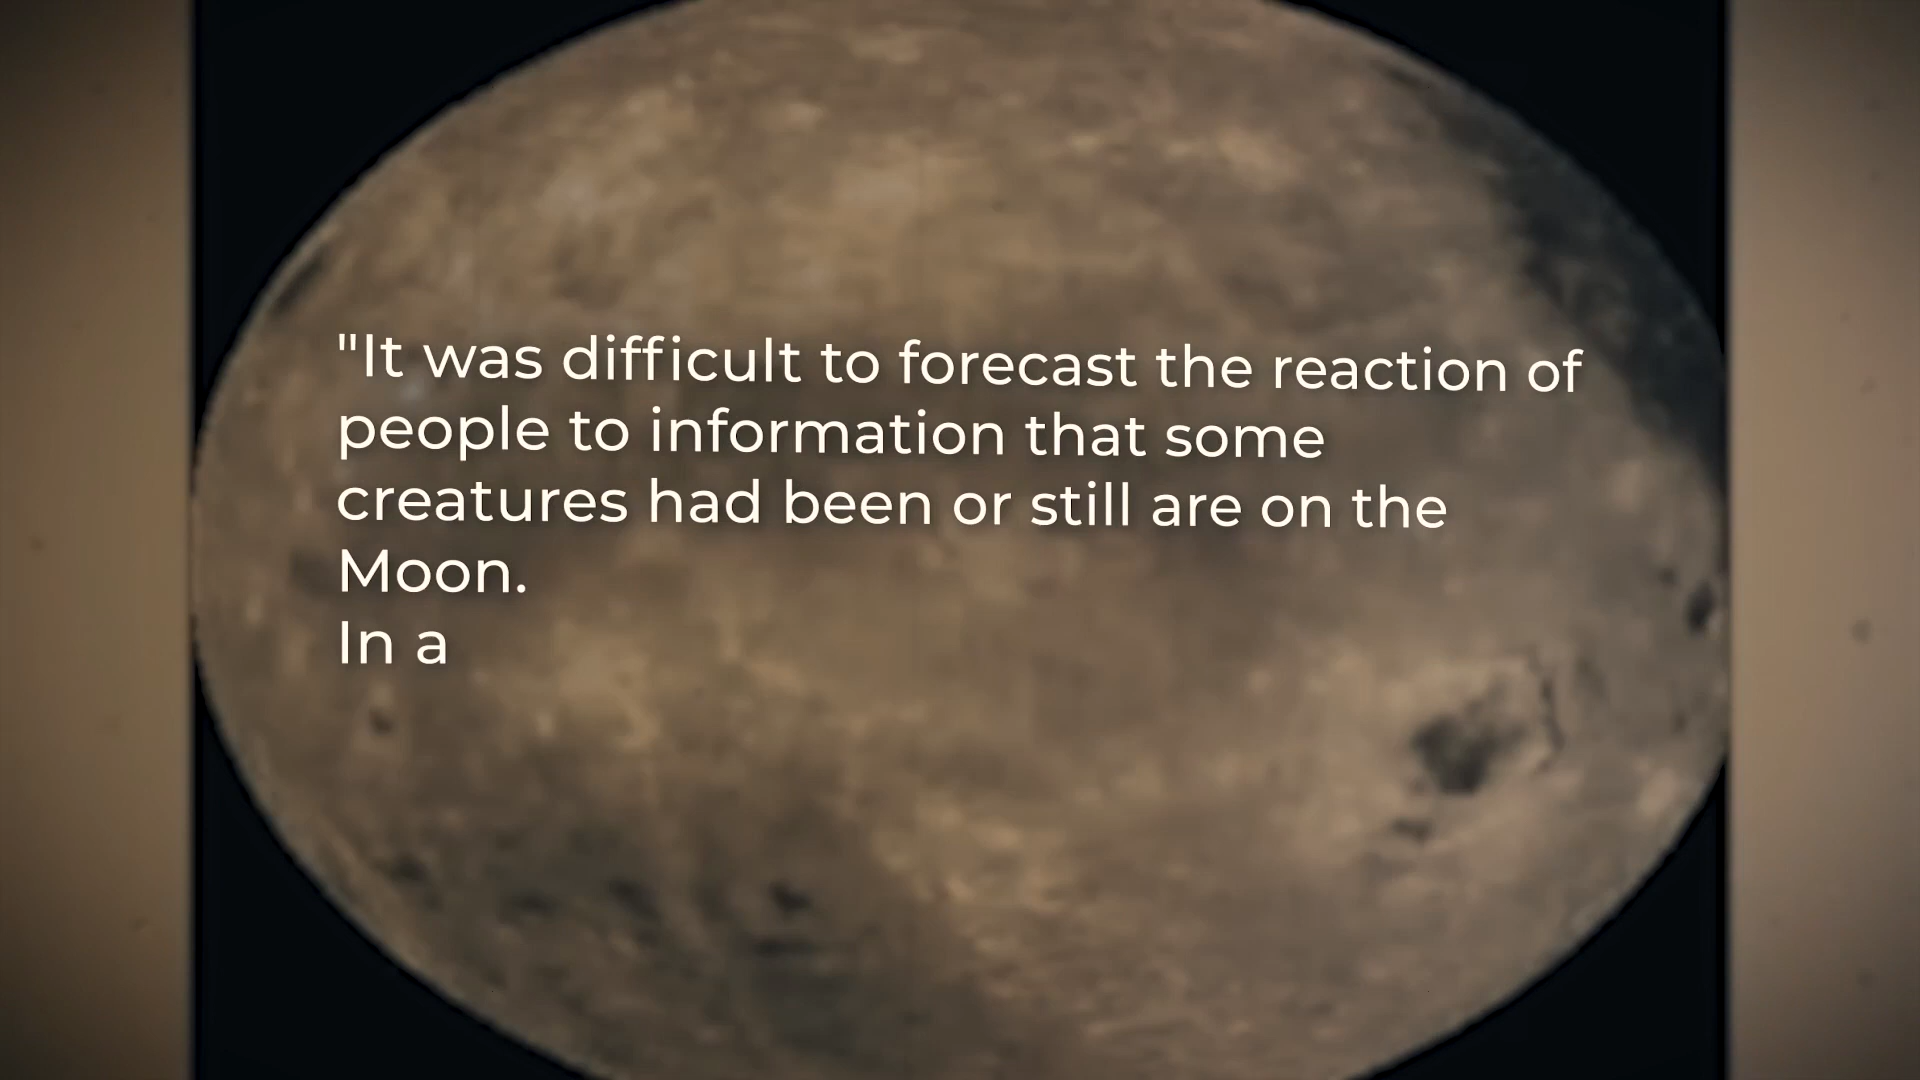 "It was difficult to forecast the reaction of
people to information that some
creatures had been or still are on the
Moon.
In a